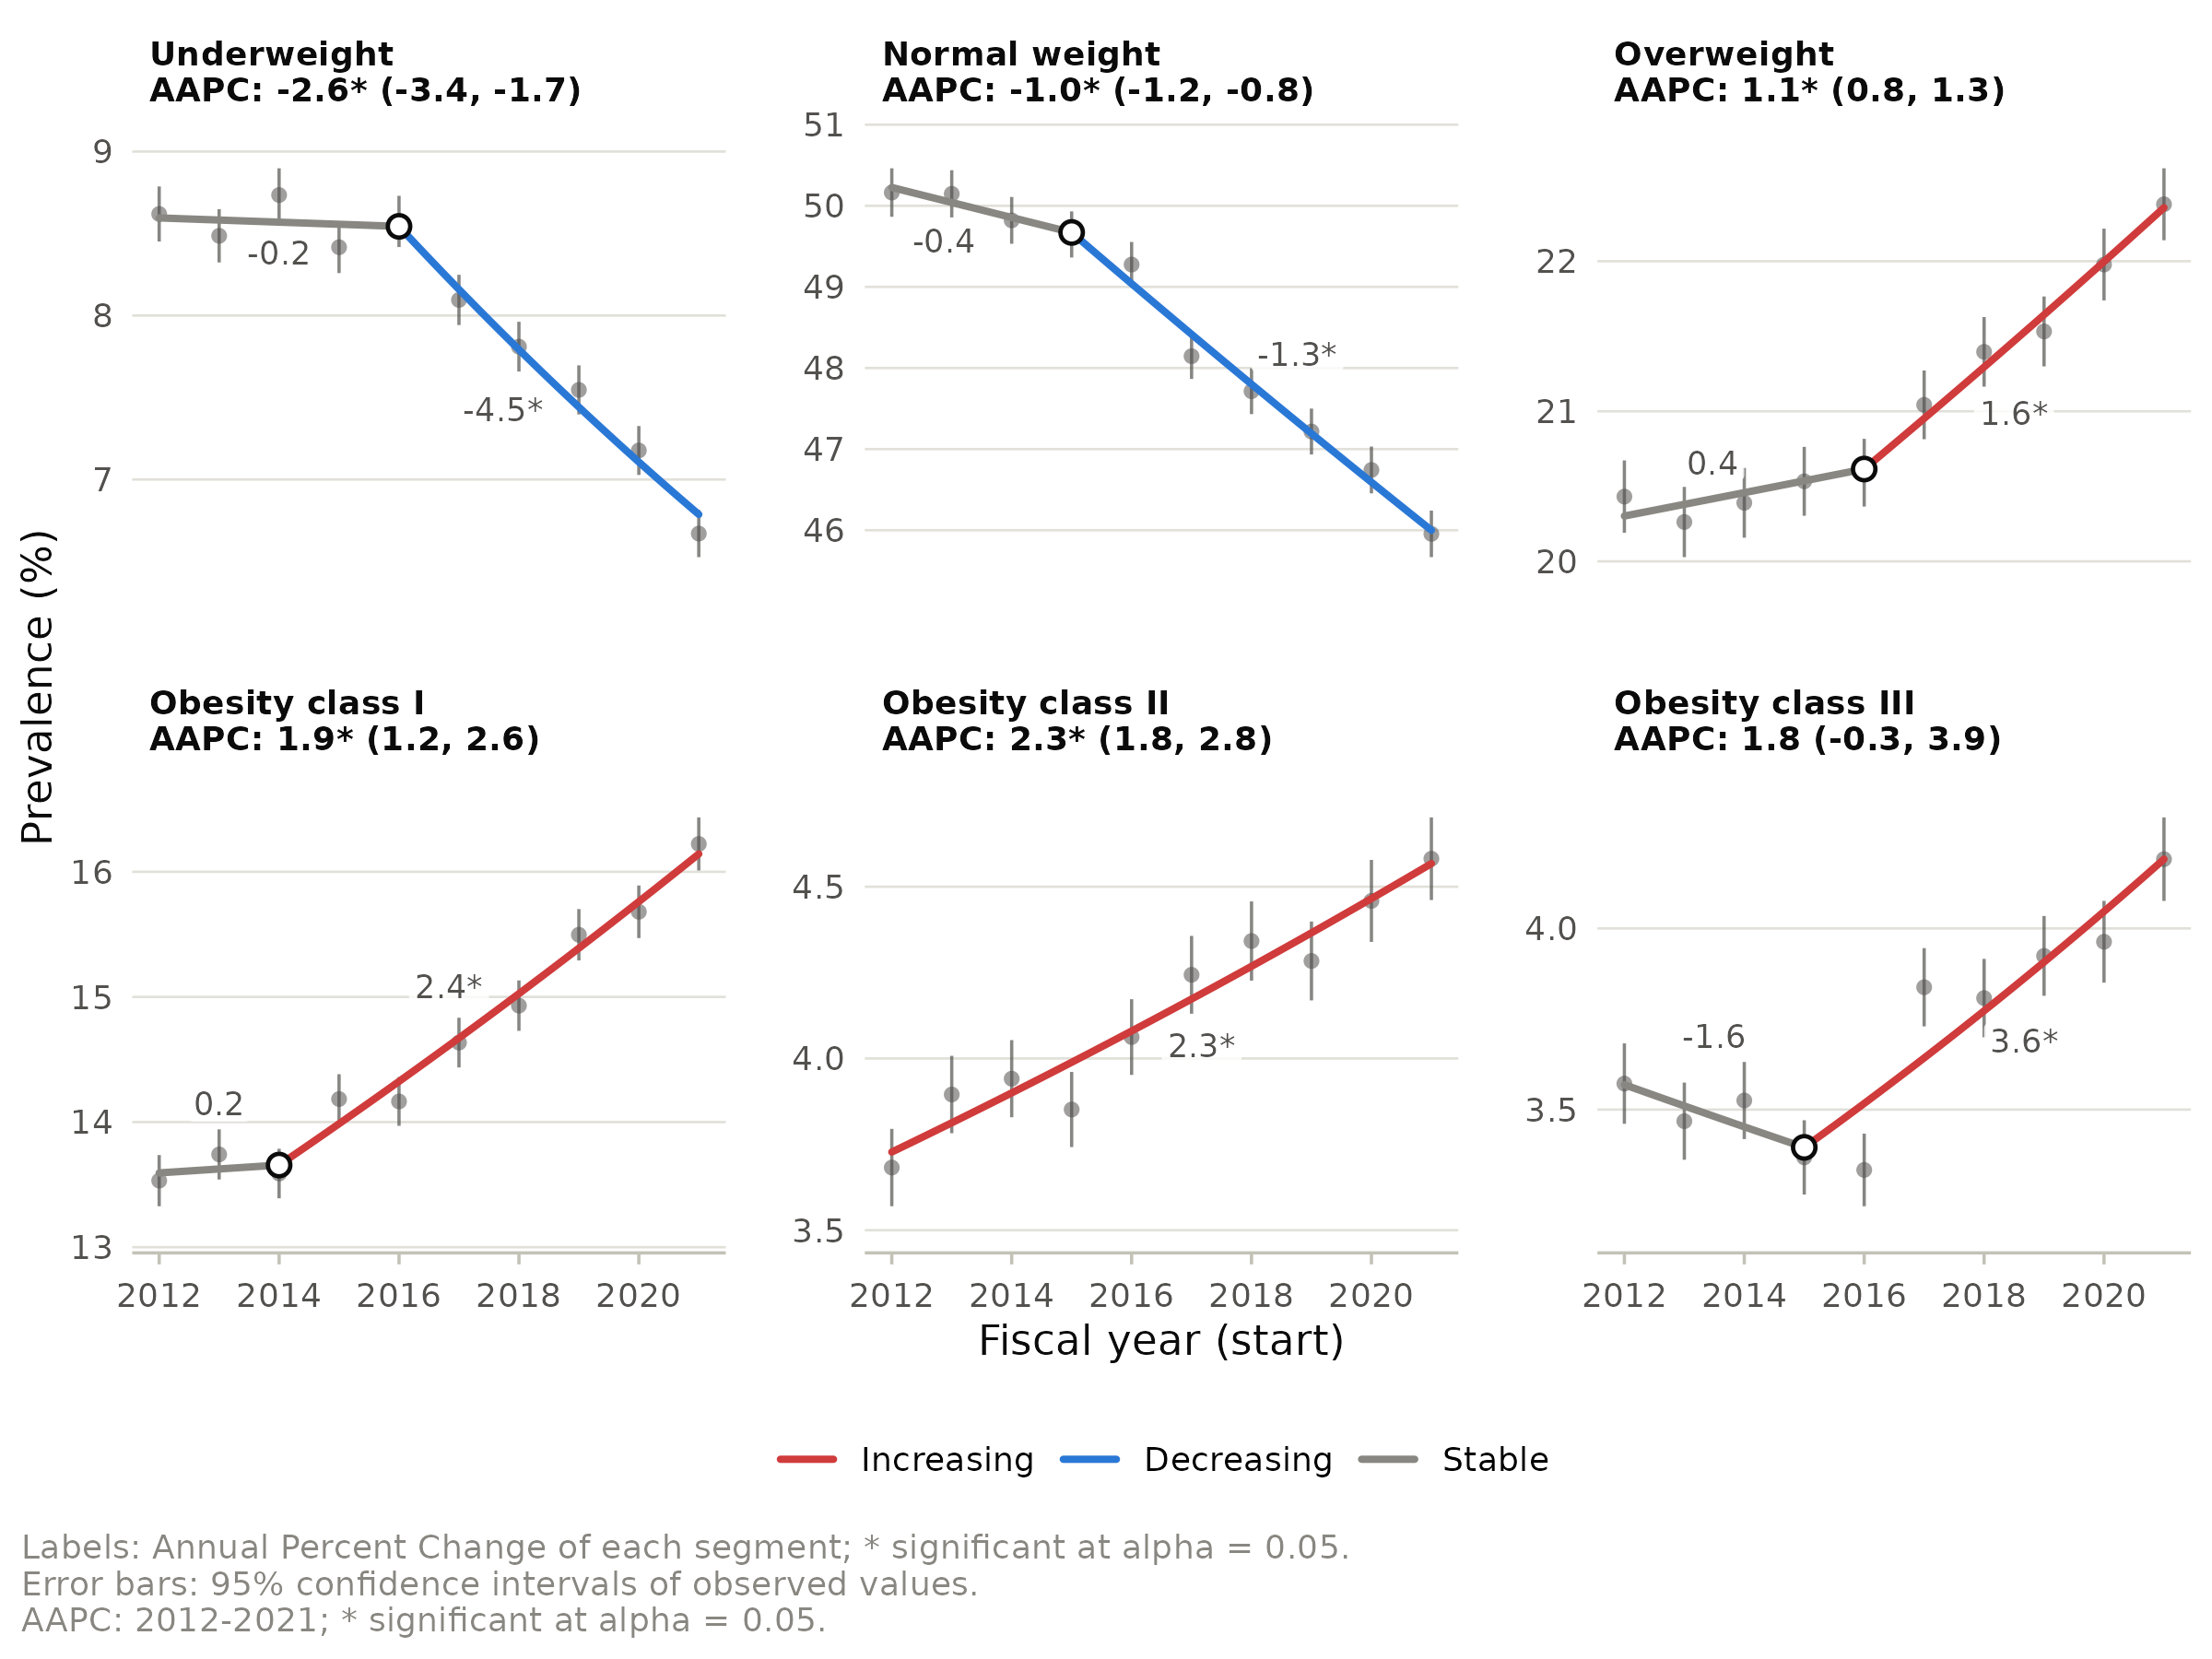 Underweight
AAPC: -2.6* (-3.4, -1.7)
Normal weight
AAPC: -1.0* (-1.2, -0.8)
Overweight
AAPC: 1.1* (0.8, 1.3)
9
8
7
-0.2
-4.5*
51
50
49
48
47
46
-0.4
-1.3*
22
21
20
0.4
1.6*
Prevalence (%)
Obesity class I
AAPC: 1.9* (1.2, 2.6)
Obesity class II
AAPC: 2.3* (1.8, 2.8)
Obesity class III
AAPC: 1.8 (-0.3, 3.9)
16
15
14
13
0.2
2.4*
4.5
4.0
3.5
2.3*
4.0
3.5
-1.6
3.6*
2012 2014 2016 2018 2020
2012 2014 2016 2018 2020
2012 2014 2016 2018 2020
Fiscal year (start)
Increasing Decreasing Stable
Labels: Annual Percent Change of each segment; * significant at alpha = 0.05.
Error bars: 95% confidence intervals of observed values.
AAPC: 2012-2021; * significant at alpha = 0.05.